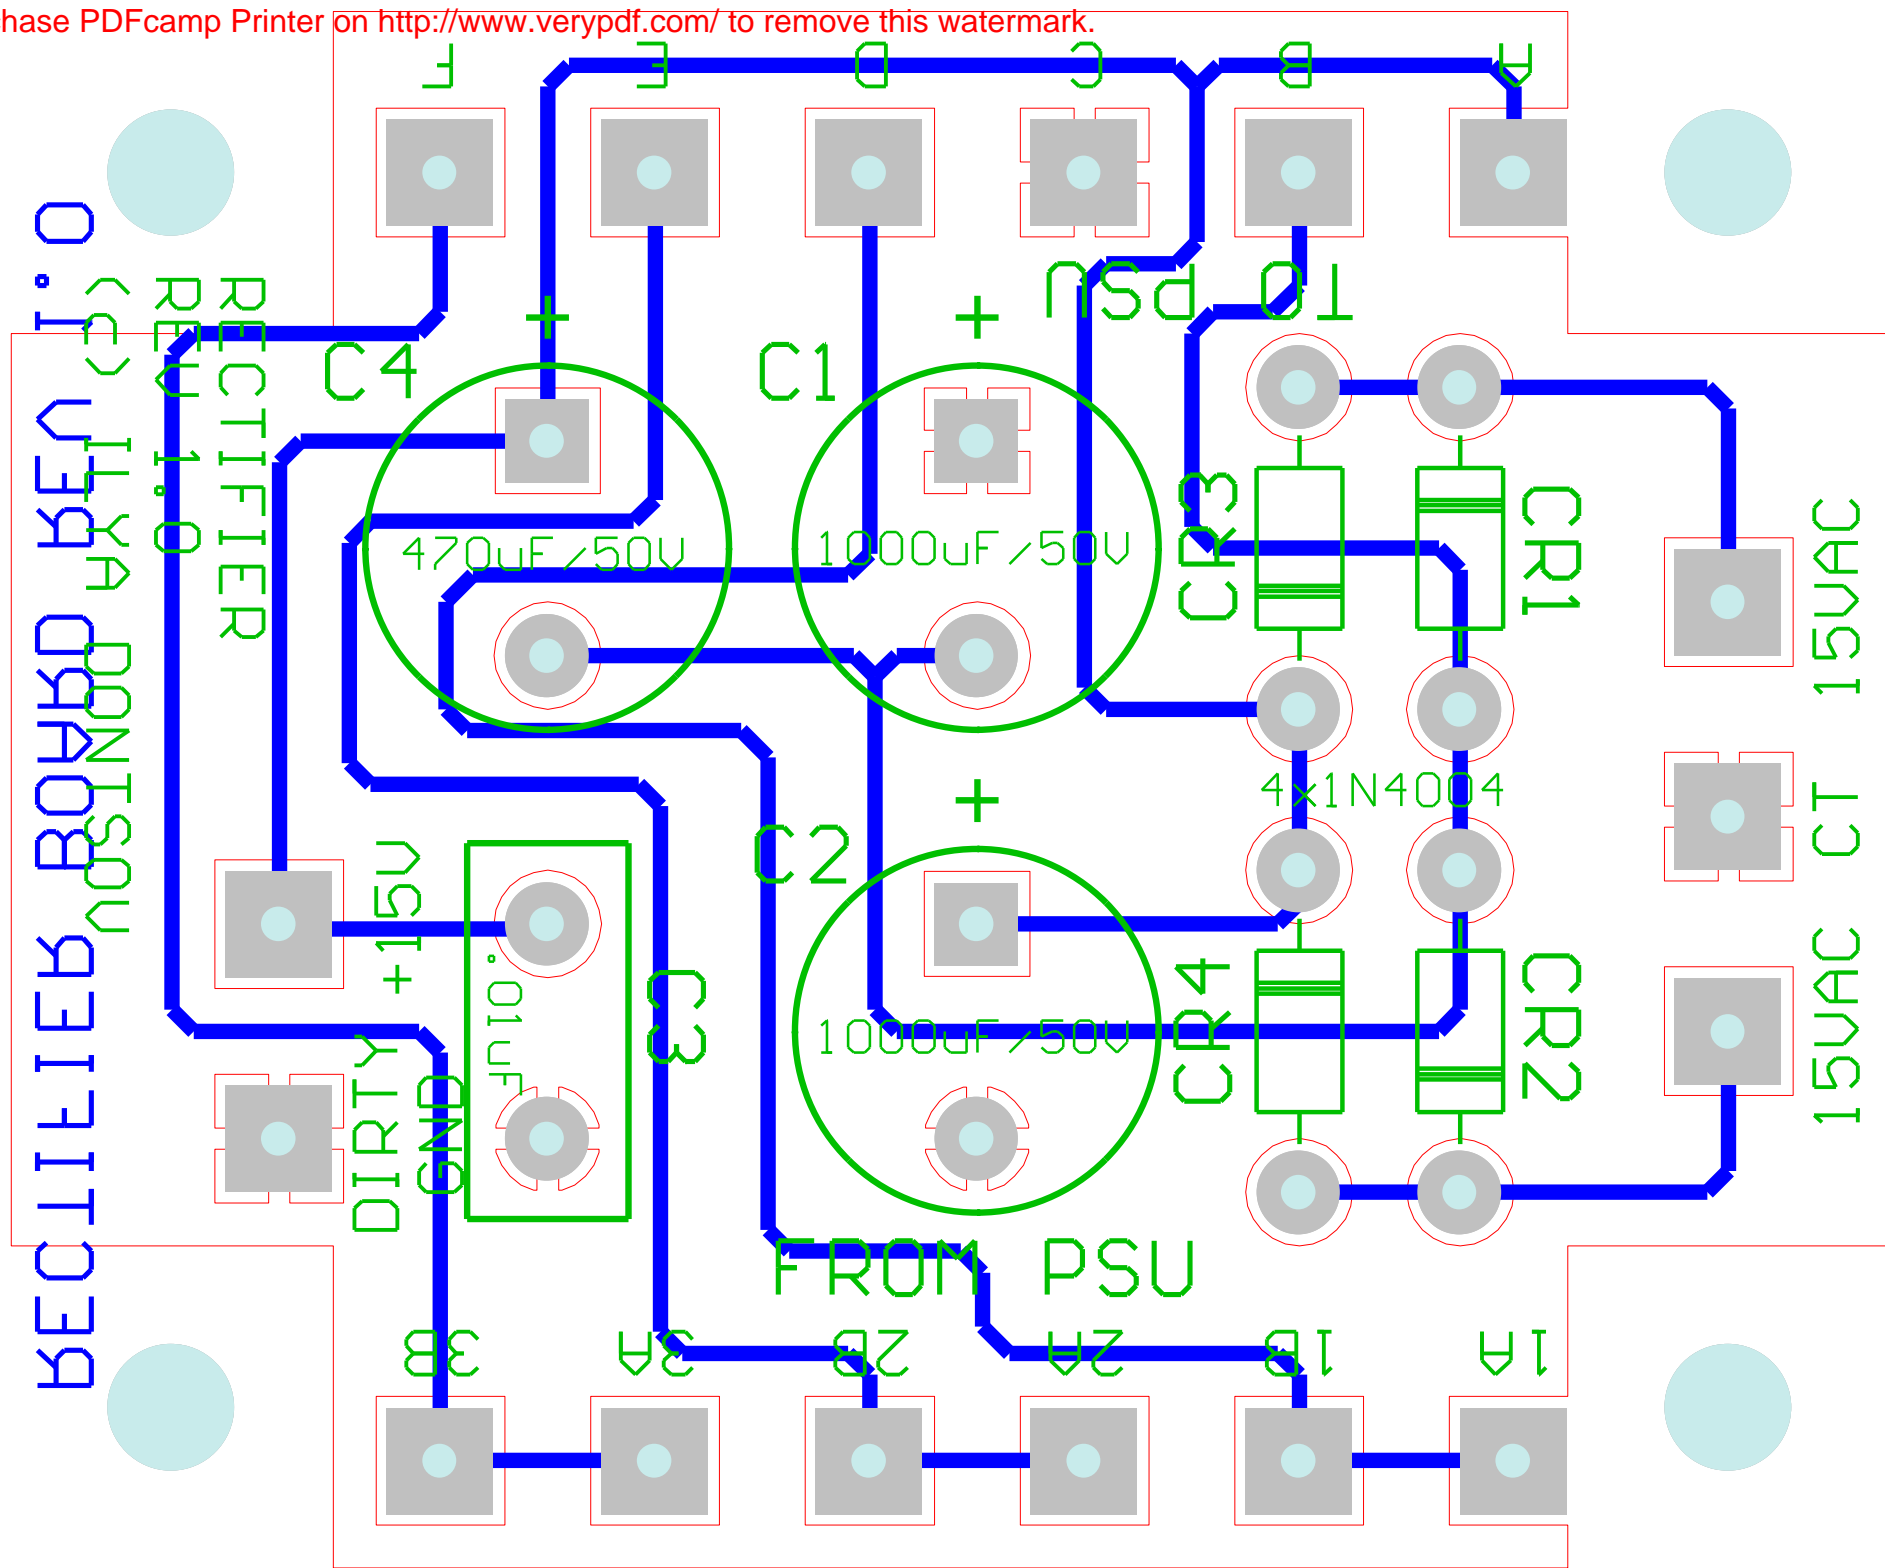 hase PDFcamp Printer on http://www.verypdf.com/ to remove this watermark.
F E D C B A
TO PSU
RECTIFIER BOARD REV 1.0
(C) ILYA
VOSINOOD
REV 1.0
RECTIFIER
+
C4
470uF/50V
+
C1
1000uF/50V
CR3
CR1
15VAC
4x1N4004
CT
+
C2
1000uF/50V
CR4
CR2
15VAC
DIRTY +15V
GND
.01uF
C3
FROM PSU
3B 3A 2B 2A 1B 1A